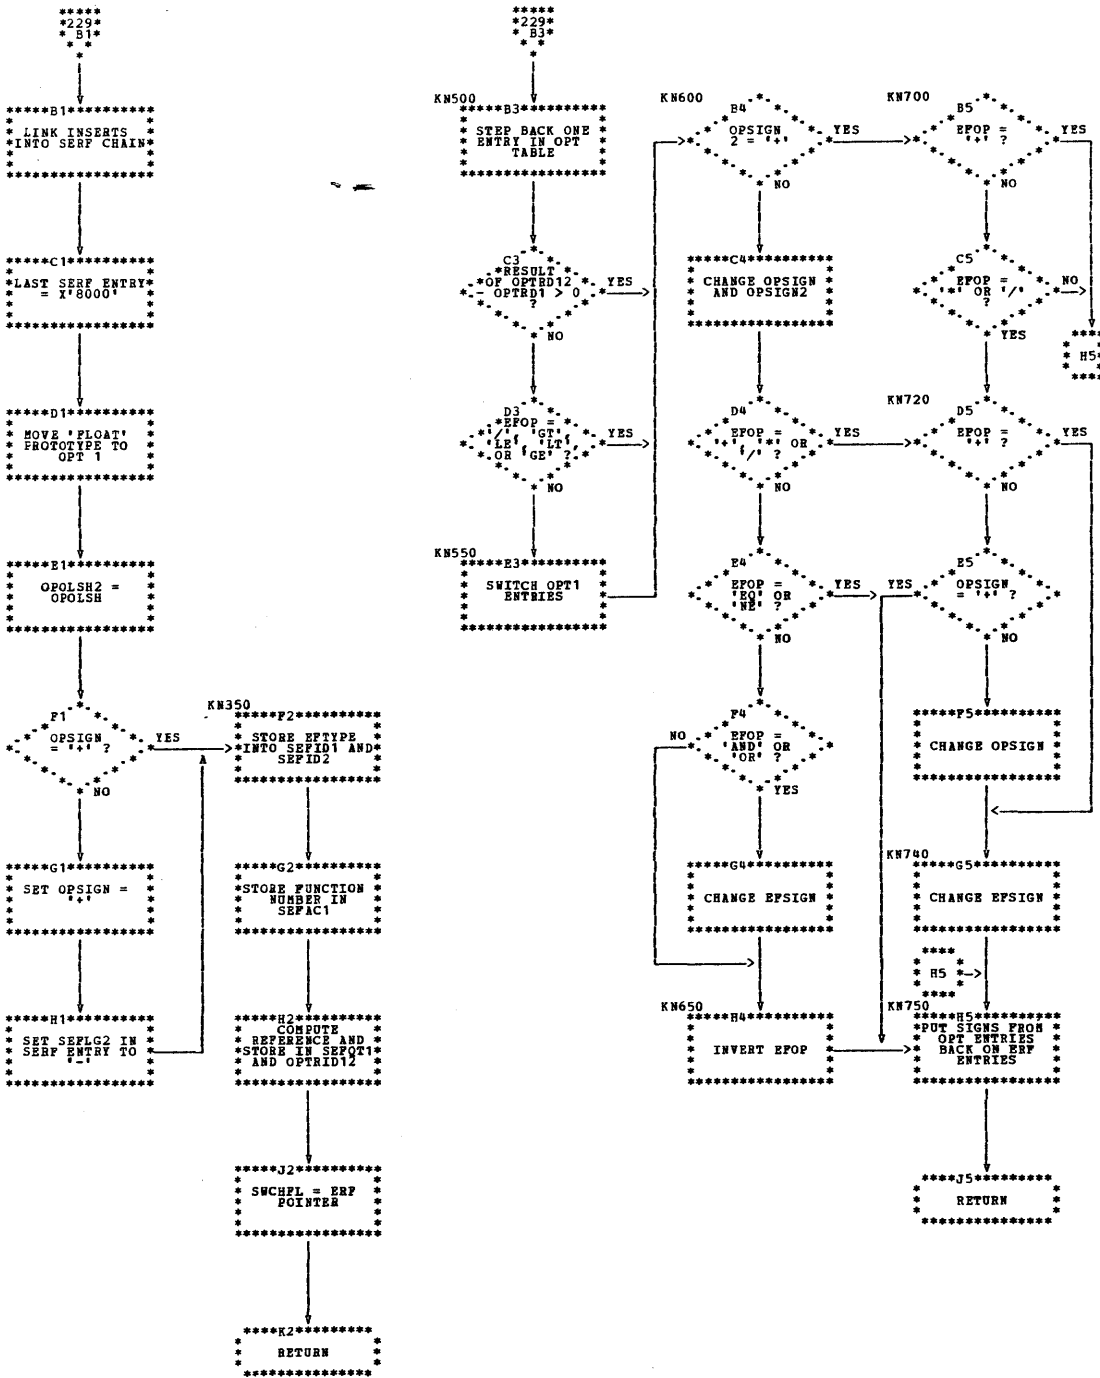 229
B1
B1
LINK INSERTS
INTO SERF CHAIN
C1
LAST SERF ENTRY
= X'8000'
D1
MOVE 'FLOAT'
PROTOTYPE TO
OPT 1
E1
OPOLSH2 =
OPOLSH
F1
OPSIGN
= '+' ?
YES
NO
G1
SET OPSIGN =
'+'
H1
SET SEFLG2 IN
SERF ENTRY TO
'-'
KN350
F2
STORE EFTYPE
INTO SEFID1 AND
SEFID2
G2
STORE FUNCTION
NUMBER IN
SEFAC1
H2
COMPUTE
REFERENCE AND
STORE IN SEFOT1
AND OPTRID12
J2
SWCHFL = ERF
POINTER
K2
RETURN
229
B3
KN500
B3
STEP BACK ONE
ENTRY IN OPT
TABLE
C3
RESULT
OF OPTRD12
- OPTRD1 > 0
?
YES
NO
D3
EFOP =
'/', 'GT',
'LE', 'LT',
OR 'GE' ?
YES
NO
KN550
E3
SWITCH OPT1
ENTRIES
KN600
B4
OPSIGN
2 = '+'
YES
NO
C4
CHANGE OPSIGN
AND OPSIGN2
D4
EFOP =
'+', '*' OR
'/' ?
YES
NO
E4
EFOP =
'EQ' OR
'NE' ?
YES
NO
F4
EFOP =
'AND' OR
'OR' ?
NO
YES
G4
CHANGE EFSIGN
KN650
H4
INVERT EFOP
KN700
B5
EFOP =
'+' ?
YES
NO
C5
EFOP =
'*' OR '/'
?
NO
YES
H5
KN720
D5
EFOP =
'+' ?
YES
NO
E5
OPSIGN
= '+' ?
YES
NO
F5
CHANGE OPSIGN
KN740
G5
CHANGE EFSIGN
H5
KN750
H5
PUT SIGNS FROM
OPT ENTRIES
BACK ON ERF
ENTRIES
J5
RETURN